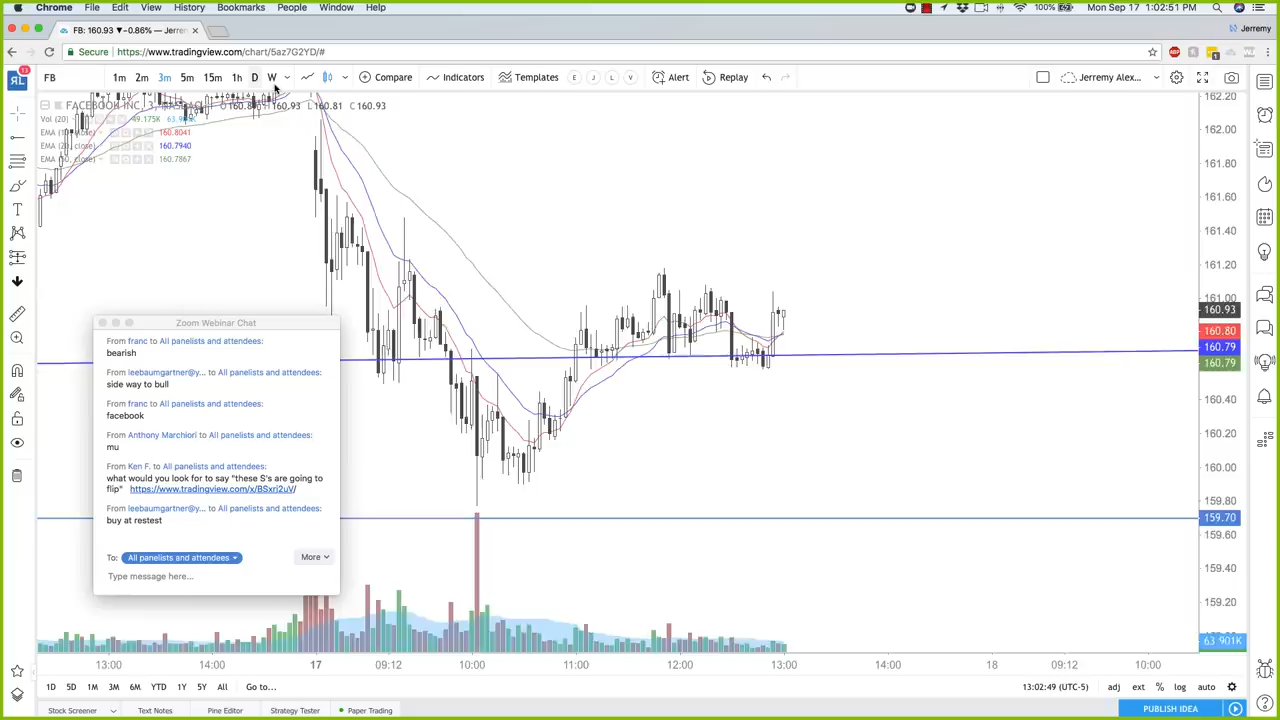 Chrome File Edit View History Bookmarks People Window Help
100% Mon Sep 17 1:02:51 PM
FB: 160.93 ▼-0.86% — Jerrem ×
Jerremy
Secure https://www.tradingview.com/chart/5az7G2YD/#
FB 1m 2m 3m 5m 15m 1h D W Compare Indicators Templates E J L V Alert Replay Jeremy Alex...
FACEBOOK INC., 3, NASDAQ H160.93 L160.81 C160.93
Vol (20) 49.175K
160.8041
160.7940
160.7867
162.20
162.00
161.80
161.60
161.40
161.20
161.00
160.93
160.80
160.79
160.79
160.40
160.20
160.00
159.80
159.70
159.60
159.40
159.20
63.901K
Zoom Webinar Chat
From franc to All panelists and attendees:
bearish
From leebaumgartner@y... to All panelists and attendees:
side way to bull
From franc to All panelists and attendees:
facebook
From Anthony Marchiori to All panelists and attendees:
mu
From Ken F. to All panelists and attendees:
what would you look for to say "these S's are going to
flip" https://www.tradingview.com/x/BSxrj2uV/
From leebaumgartner@y... to All panelists and attendees:
buy at restest
To: All panelists and attendees More
Type message here...
13:00 14:00 17 09:12 10:00 11:00 12:00 13:00 14:00 18 09:12 10:00
1D 5D 1M 3M 6M YTD 1Y 5Y All Go to... 13:02:49 (UTC-5) adj ext % log auto
Stock Screener Text Notes Pine Editor Strategy Tester Paper Trading PUBLISH IDEA